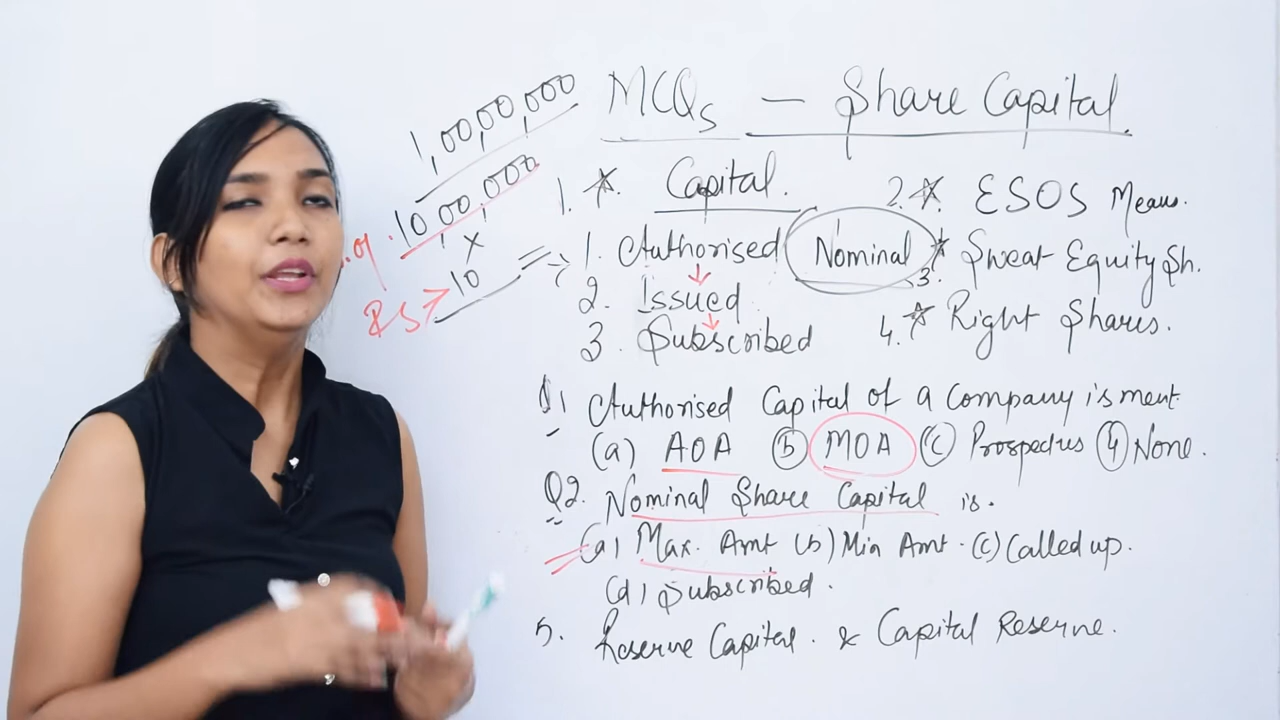 MCQs - Share Capital
1,00,00,000
10,00,000
x
10
Rs
1. * Capital.
1. Authorised Nominal
2. Issued
3. Subscribed
2. * ESOS Means.
3. * Sweat Equity Sh.
4. * Right Shares.
Q1 Authorised Capital of a Company is ment
(a) AOA (b) MOA (c) Prospectus (4) None.
Q2. Nominal Share Capital is.
(a) Max. Amt (b) Min Amt. (c) Called up.
(d) Subscribed.
5. Reserve Capital. & Capital Reserve.